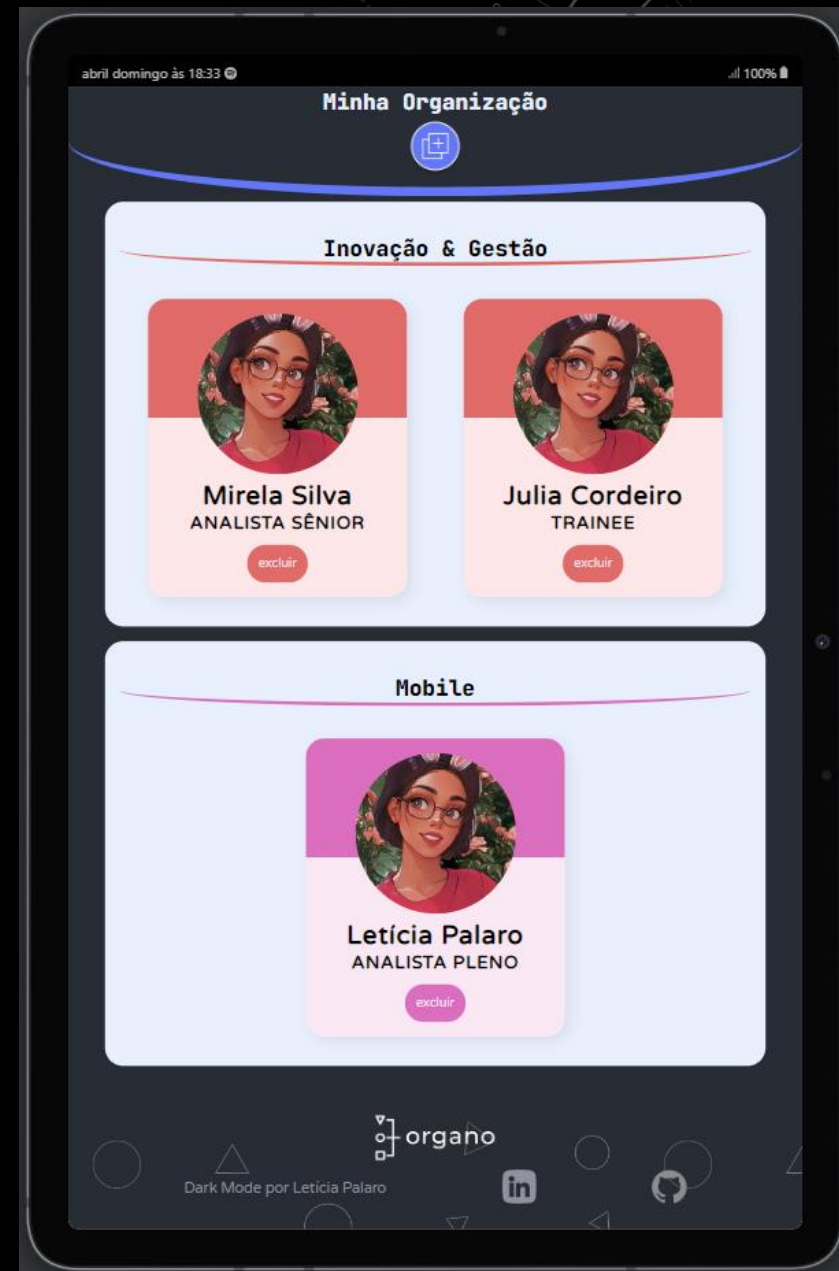 abril domingo às 18:33
100%
Minha Organização
Inovação & Gestão
Mirela Silva
ANALISTA SÊNIOR
excluir
Julia Cordeiro
TRAINEE
excluir
Mobile
Letícia Palaro
ANALISTA PLENO
excluir
organo
Dark Mode por Letícia Palaro
in